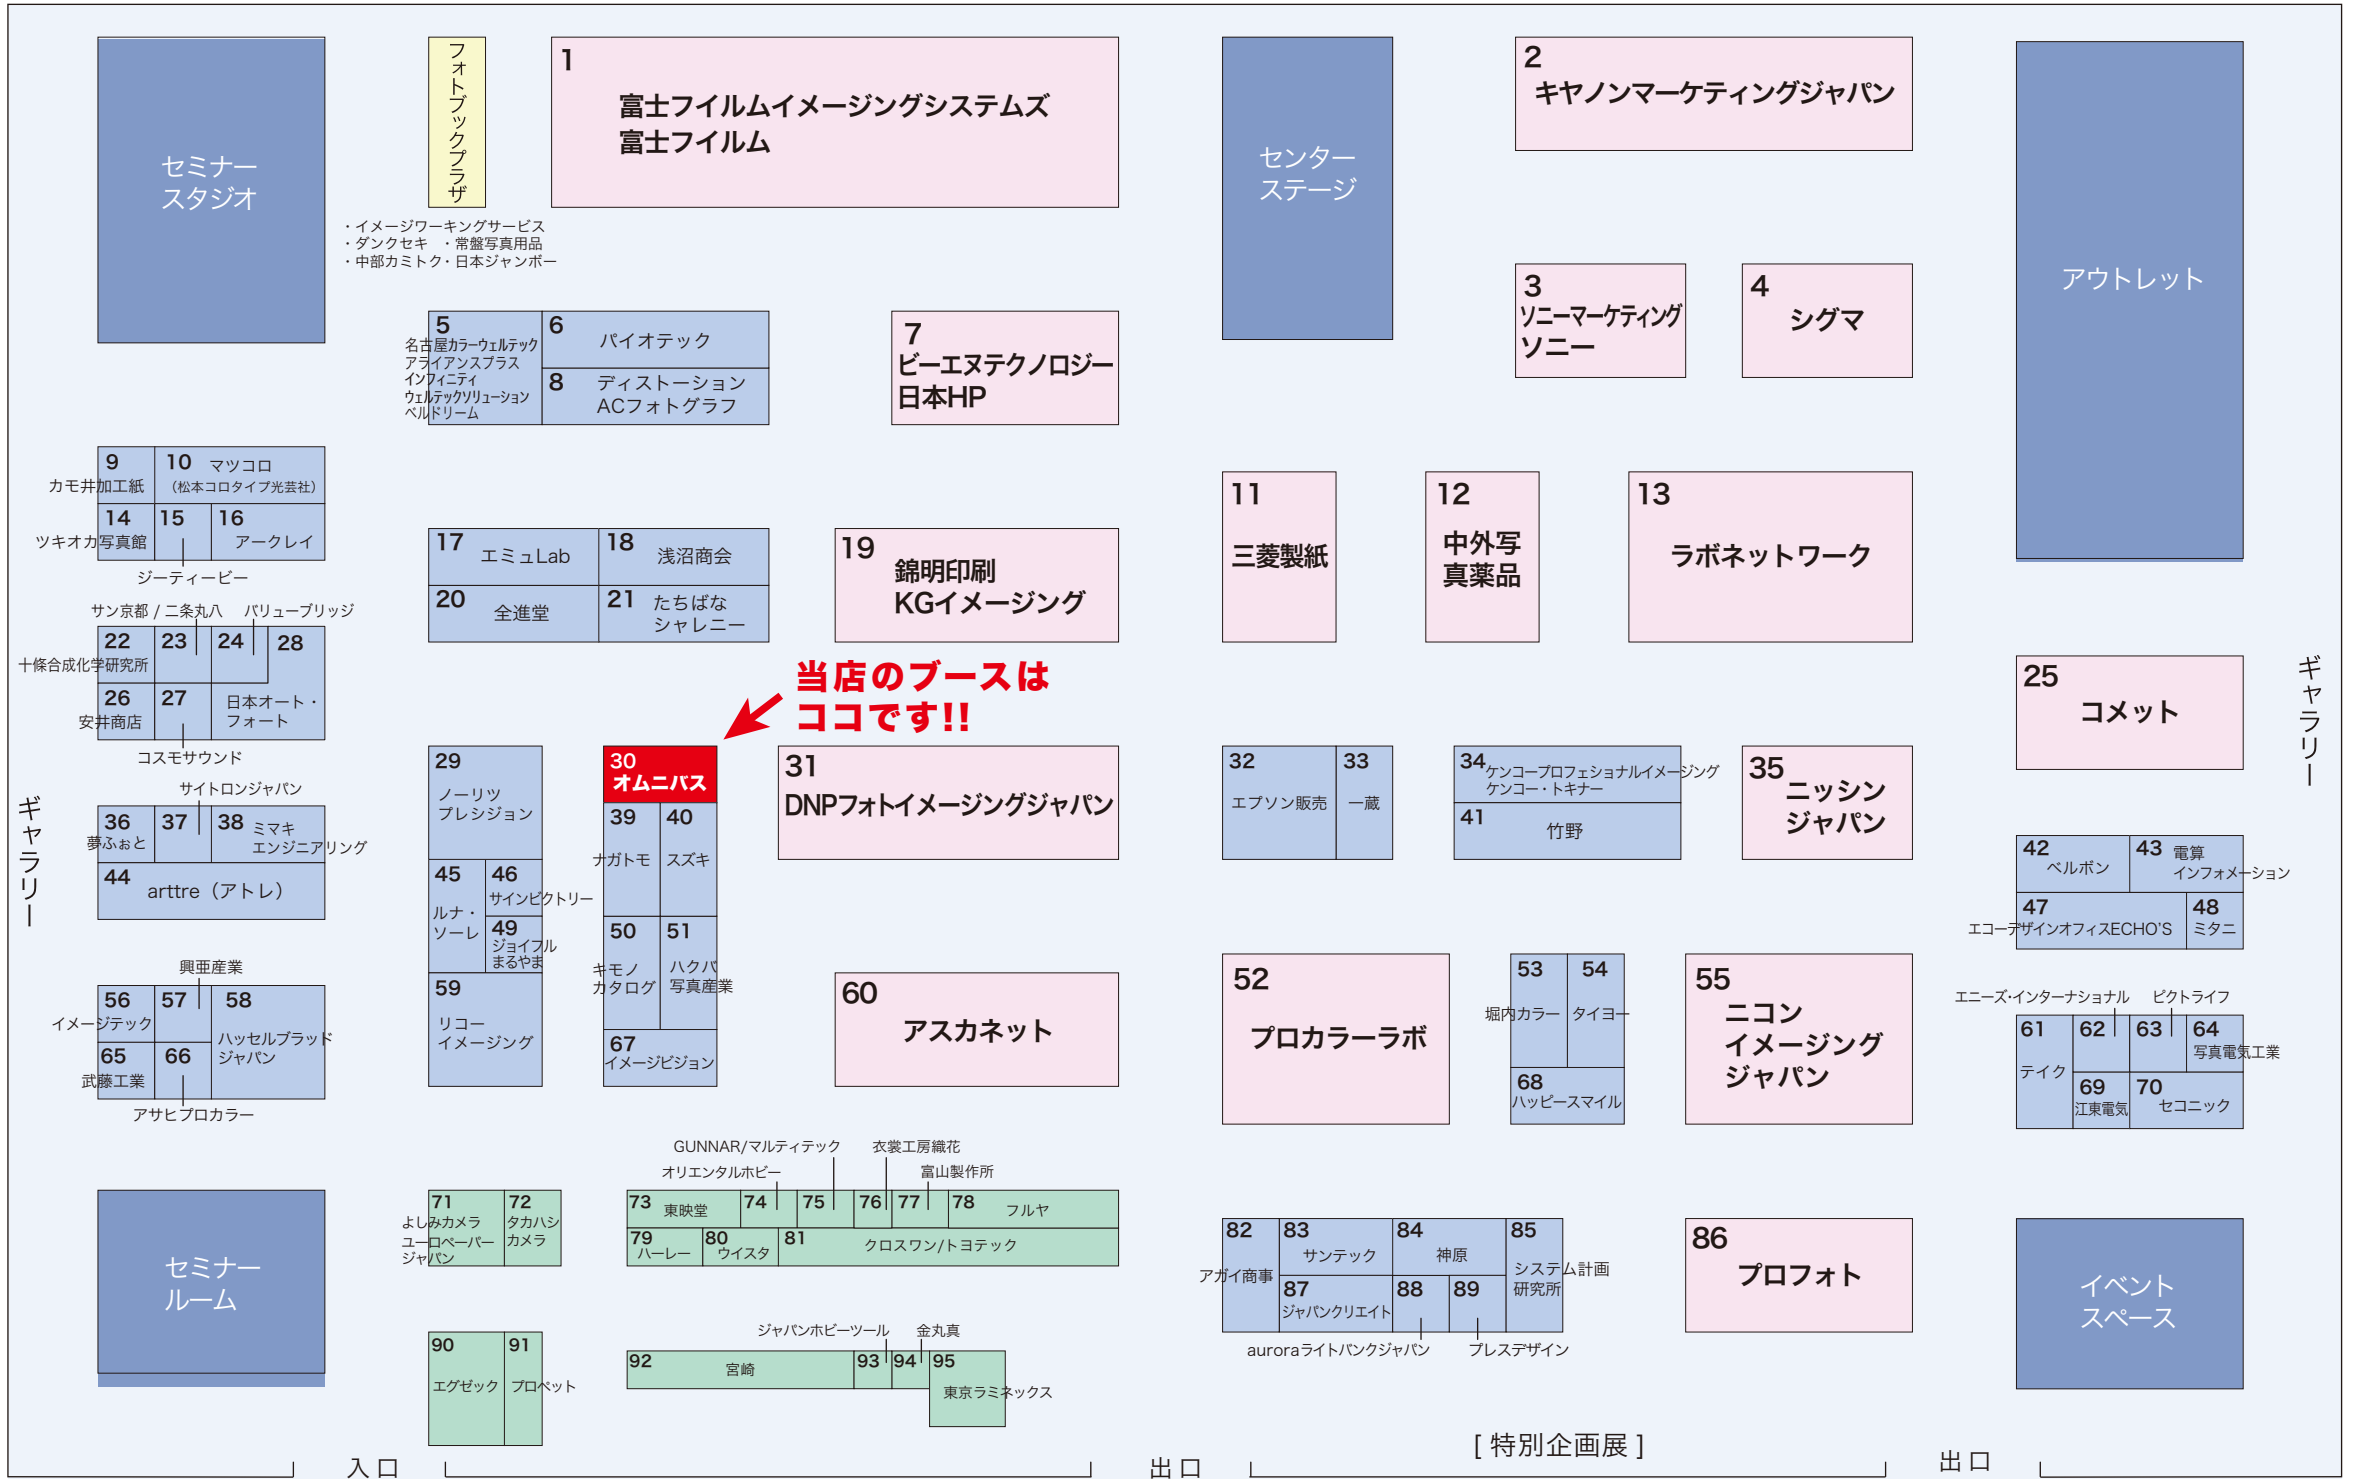 セミナー
スタジオ
フォトブックプラザ
・イメージワーキングサービス
・ダンクセキ ・常盤写真用品
・中部カミトク・日本ジャンボー
1
富士フイルムイメージングシステムズ
富士フイルム
センター
ステージ
2
キヤノンマーケティングジャパン
3
ソニーマーケティング
ソニー
4
シグマ
アウトレット
5
名古屋カラーウェルテック
アライアンスプラス
インフィニティ
ウェルテックソリューション
ベルドリーム
6 パイオテック
8 ディストーション
ACフォトグラフ
7
ビーエヌテクノロジー
日本HP
9
カモ井加工紙
10 マツコロ
（松本コロタイプ光芸社）
14
ツキオカ写真館
15
ジーティービー
16
アークレイ
17 エミュLab
18 浅沼商会
20 全進堂
21 たちばな
シャレニー
19
錦明印刷
KGイメージング
11
三菱製紙
12
中外写
真薬品
13
ラボネットワーク
サン京都 / 二条丸八
バリューブリッジ
22
十條合成化学研究所
23
24
28
日本オート・
フォート
26
安井商店
27
コスモサウンド
当店のブースは
ココです!!
25
コメット
ギャラリー
ギャラリー
29
ノーリツ
プレシジョン
30
オムニバス
31
DNPフォトイメージングジャパン
32
エプソン販売
33
一蔵
34 ケンコープロフェショナルイメージング
ケンコー・トキナー
41
竹野
35
ニッシン
ジャパン
サイトロンジャパン
36
夢ふぉと
37
38 ミマキ
エンジニアリング
44 arttre（アトレ）
39
ナガトモ
40
スズキ
42
ベルボン
43 電算
インフォメーション
47
エコーデザインオフィスECHO'S
48
ミタニ
45
ルナ・
ソーレ
46
サインビクトリー
49
ジョイフル
まるやま
50
キモノ
カタログ
51
ハクバ
写真産業
興亜産業
56
イメージテック
57
58
ハッセルブラッド
ジャパン
65
武藤工業
66
アサヒプロカラー
59
リコー
イメージング
67
イメージビジョン
60
アスカネット
52
プロカラーラボ
53
堀内カラー
54
タイヨー
68
ハッピースマイル
55
ニコン
イメージング
ジャパン
エニーズ・インターナショナル
ピクトライフ
61
テイク
62
63
64
写真電気工業
69
江東電気
70
セコニック
GUNNAR/マルティテック
衣裳工房織花
オリエンタルホビー
富山製作所
セミナー
ルーム
71
よしみカメラ
ユーロペーパー
ジャパン
72
タカハシ
カメラ
73 東映堂
74
75
76
77
78 フルヤ
79
ハーレー
80
ウイスタ
81 クロスワン/トヨテック
82
アガイ商事
83
サンテック
84
神原
85
システム計画
研究所
87
ジャパンクリエイト
88
89
auroraライトバンクジャパン
プレスデザイン
86
プロフォト
イベント
スペース
90
エグゼック
91
プロペット
ジャパンホビーツール
金丸真
92 宮崎
93
94
95
東京ラミネックス
[ 特別企画展 ]
入口
出口
出口